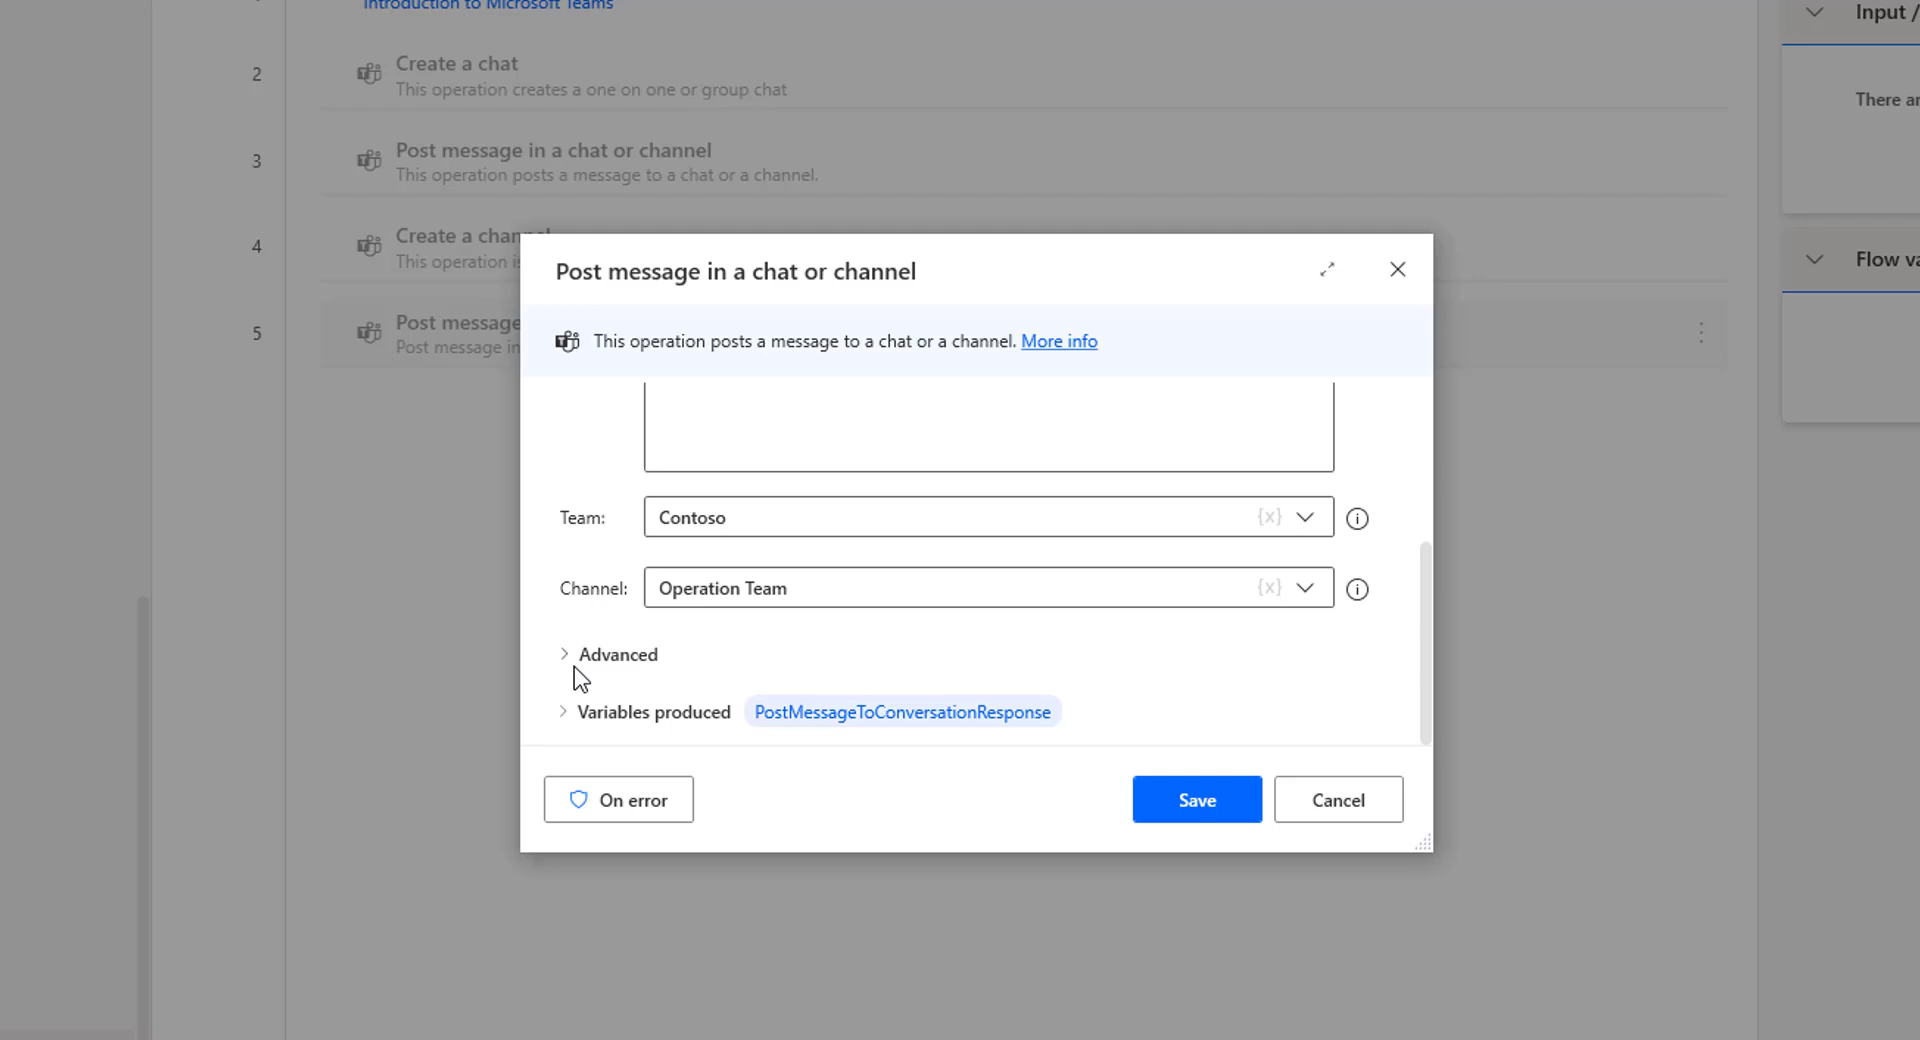 Introduction to Microsoft Teams
Input /
2
Create a chat
This operation creates a one on one or group chat
There
3
Post message in a chat or channel
This operation posts a message to a chat or a channel.
4
Create a
This operation
Flow
5
Post message
Post message in
Post message in a chat or channel
This operation posts a message to a chat or a channel. More info
Team:
Contoso
{x}
Channel:
Operation Team
{x}
Advanced
Variables produced PostMessageToConversationResponse
On error
Save
Cancel